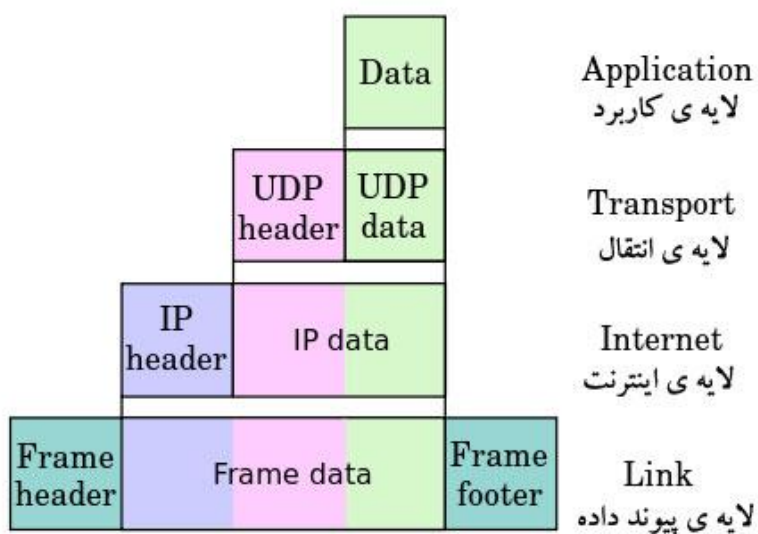 Data
Application
لایه ی کاربرد
UDP
header
UDP
data
Transport
لایه ی انتقال
IP
header
IP data
Internet
لایه ی اینترنت
Frame
header
Frame data
Frame
footer
Link
لایه ی پیوند داده